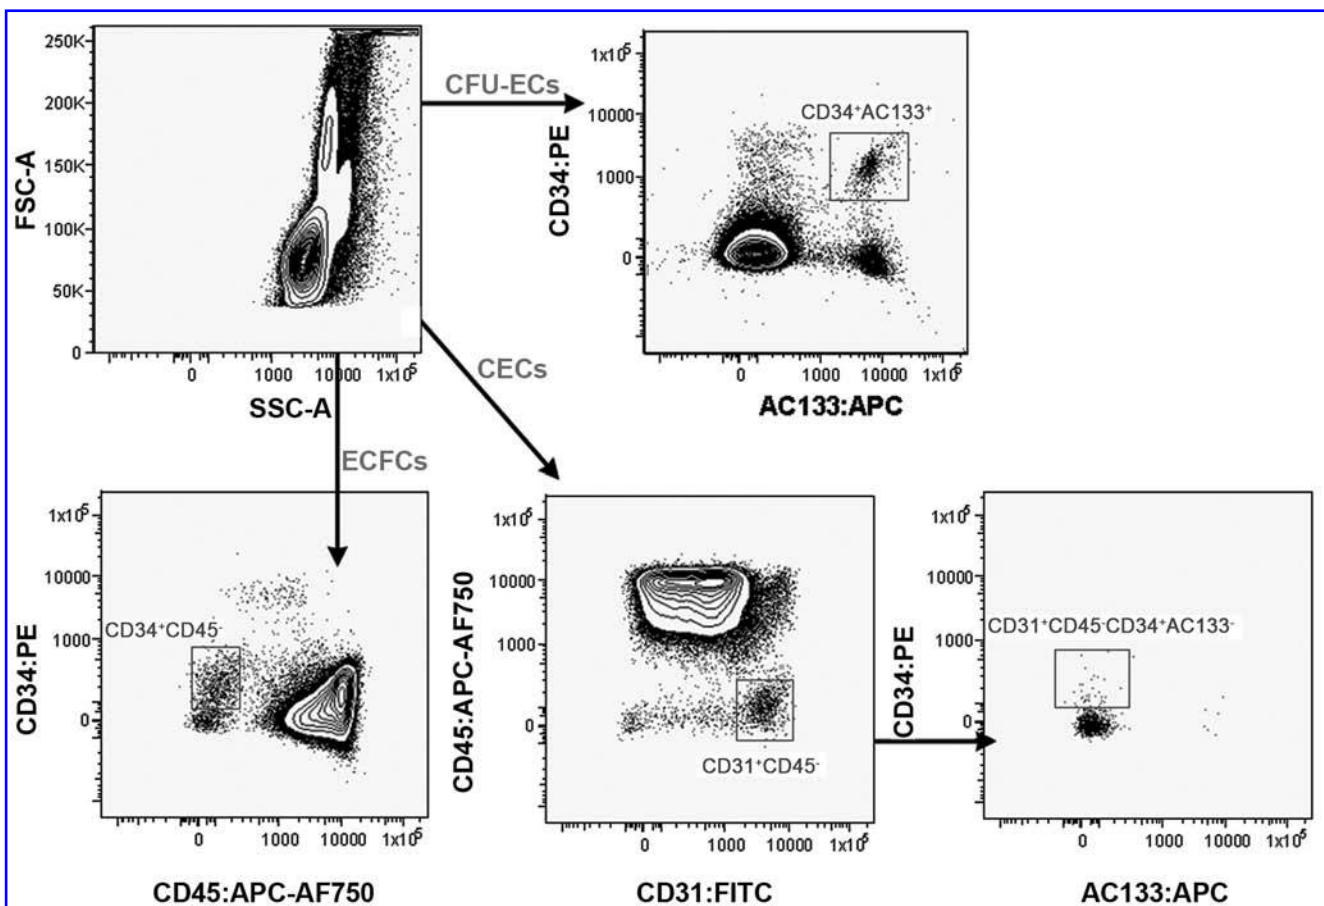 250K
200K
150K
100K
50K
0
FSC-A
0 1000 10000 1x10⁵
SSC-A
CFU-ECs
1x10⁵
10000
1000
0
CD34:PE
CD34⁺AC133⁺
0 1000 10000 1x10⁵
AC133:APC
CECs
ECFCs
1x10⁵
10000
1000
0
CD34:PE
CD34⁺CD45⁻
0 1000 10000 1x10⁵
CD45:APC-AF750
1x10⁵
10000
1000
0
CD45:APC-AF750
CD31⁺CD45⁻
0 1000 10000 1x10⁵
CD31:FITC
1x10⁵
10000
1000
0
CD34:PE
CD31⁺CD45⁻CD34⁺AC133⁻
0 1000 10000 1x10⁵
AC133:APC